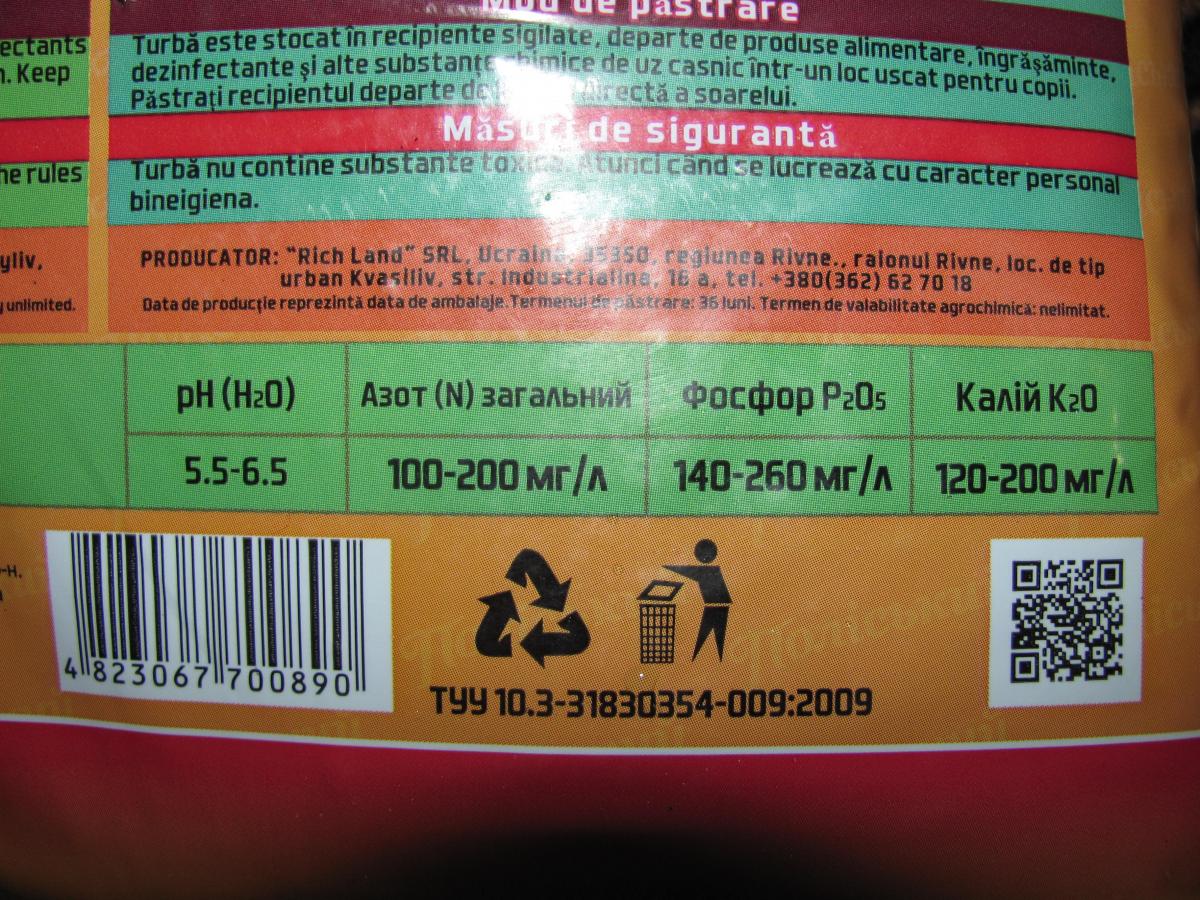 Mod de păstrare
ectants
n. Keep
Turbă este stocat în recipiente sigilate, departe de produse alimentare, îngrășăminte,
dezinfectante și alte substanțe chimice de uz casnic într-un loc uscat pentru copii.
Păstrați recipientul departe de directă a soarelui.
Măsuri de sigurantă
he rules
Turbă nu contine substante toxice. Atunci când se lucrează cu caracter personal
bineigiena.
yliv,
y unlimited.
PRODUCATOR: "Rich Land" SRL, Ucraina, 35350, regiunea Rivne., raionul Rivne, loc. de tip
urban Kvasiliv, str. Industrialina, 16 a, tel. +380(362) 62 70 18
Data de producție reprezintă data de ambalaje. Termenul de păstrare: 36 luni. Termen de valabilitate agrochimică: nelimitat.
pH (H2O) Азот (N) загальний Фосфор P2O5 Калій K2O
5.5-6.5 100-200 мг/л 140-260 мг/л 120-200 мг/л
-н.
4 823067 700890
ТУУ 10.3-31830354-009:2009